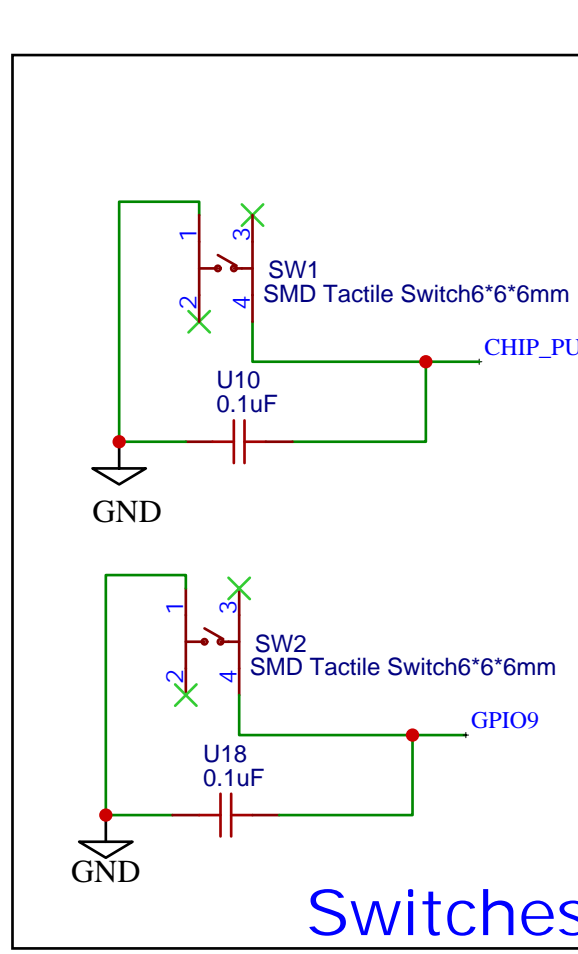 1
3
2
4
SW1
SMD Tactile Switch6*6*6mm
CHIP_PU
U10
0.1uF
GND
1
3
2
4
SW2
SMD Tactile Switch6*6*6mm
GPIO9
U18
0.1uF
GND
Switches